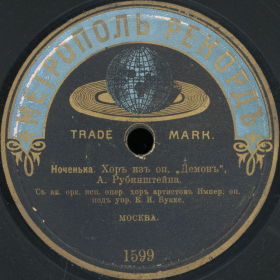 МЕТРОПОЛЬ РЕКОРДЪ
TRADE MARK.
Ноченька. Хоръ изъ оп. „Демонъ“,
А. Рубинштейна.
Съ ак. орк. исп. опер. хоръ артистовъ Импер. оп.
подъ упр. Е. И. Букке.
МОСКВА.
1599